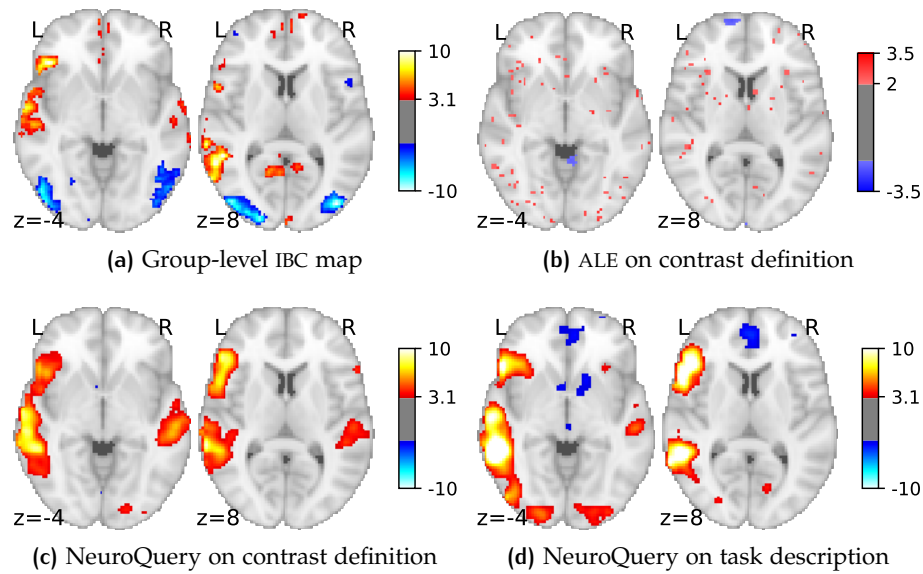 L R
10
3.1
-10
z=-4 z=8
(a) Group-level IBC map
L R
3.5
2
-3.5
z=-4 z=8
(b) ALE on contrast definition
L R
10
3.1
-10
z=-4 z=8
(c) NeuroQuery on contrast definition
L R
10
3.1
-10
z=-4 z=8
(d) NeuroQuery on task description